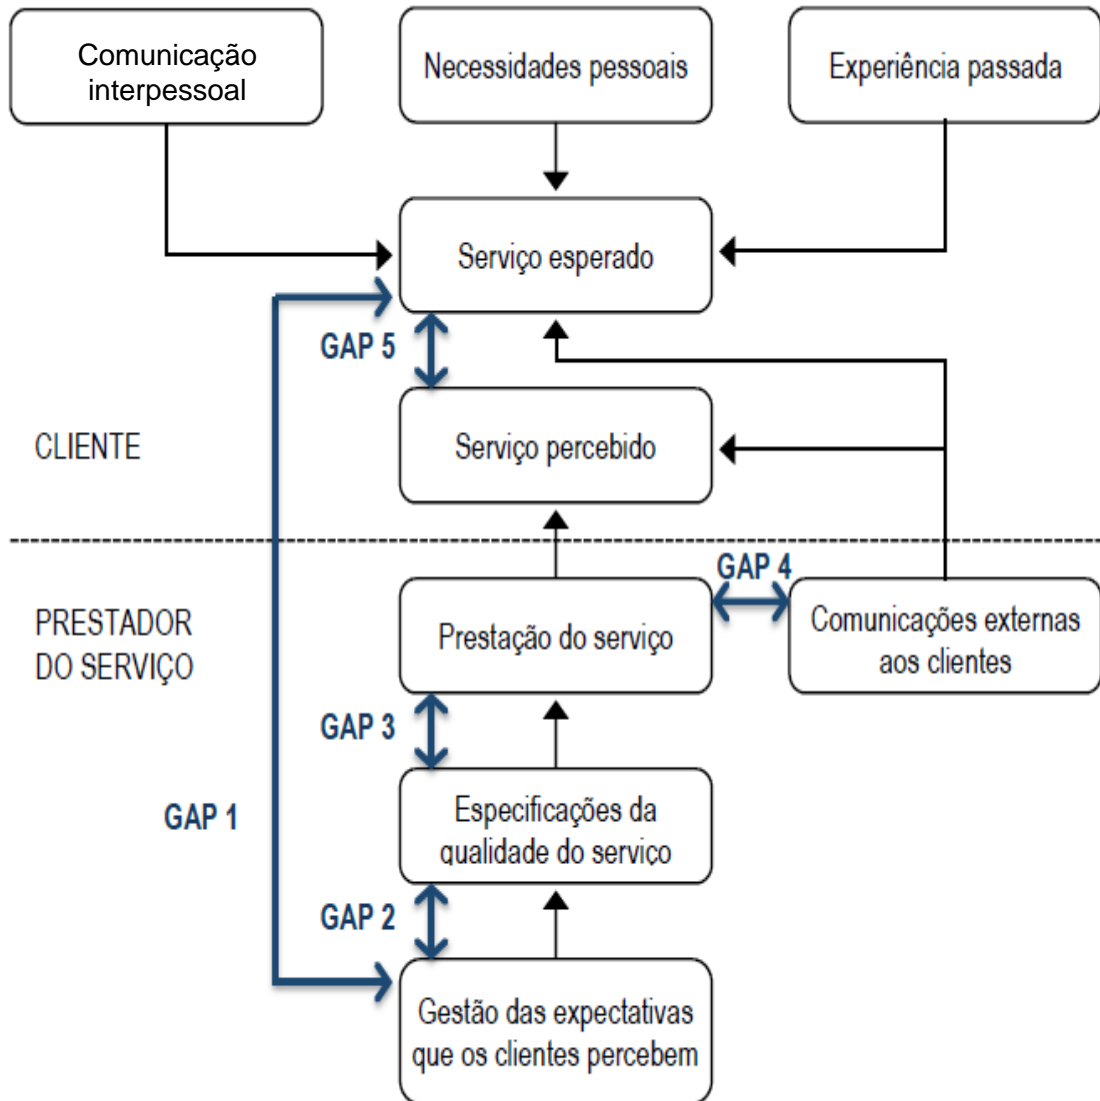 Comunicação
interpessoal
Necessidades pessoais
Experiência passada
Serviço esperado
GAP 5
CLIENTE
Serviço percebido
GAP 4
PRESTADOR
DO SERVIÇO
Prestação do serviço
Comunicações externas
aos clientes
GAP 3
GAP 1
Especificações da
qualidade do serviço
GAP 2
Gestão das expectativas
que os clientes percebem